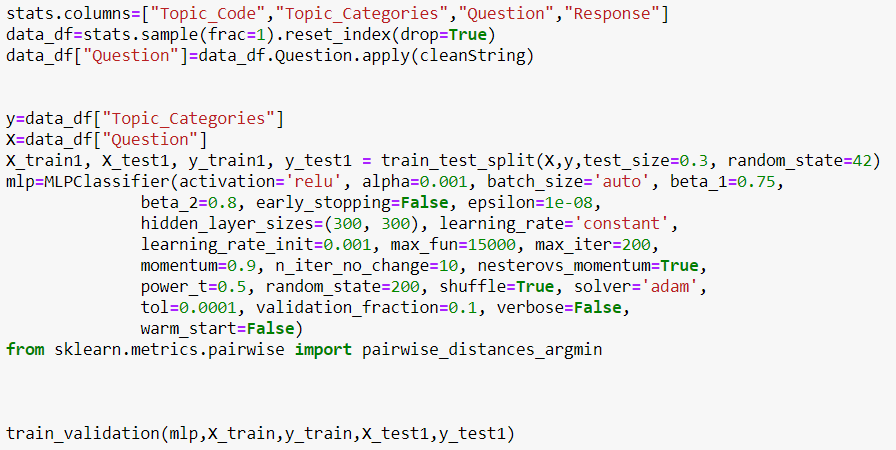 stats.columns=["Topic_Code","Topic_Categories","Question","Response"]
data_df=stats.sample(frac=1).reset_index(drop=True)
data_df["Question"]=data_df.Question.apply(cleanString)
y=data_df["Topic_Categories"]
X=data_df["Question"]
X_train1, X_test1, y_train1, y_test1 = train_test_split(X,y,test_size=0.3, random_state=42)
mlp=MLPClassifier(activation='relu', alpha=0.001, batch_size='auto', beta_1=0.75,
beta_2=0.8, early_stopping=False, epsilon=1e-08,
hidden_layer_sizes=(300, 300), learning_rate='constant',
learning_rate_init=0.001, max_fun=15000, max_iter=200,
momentum=0.9, n_iter_no_change=10, nesterovs_momentum=True,
power_t=0.5, random_state=200, shuffle=True, solver='adam',
tol=0.0001, validation_fraction=0.1, verbose=False,
warm_start=False)
from sklearn.metrics.pairwise import pairwise_distances_argmin
train_validation(mlp,X_train,y_train,X_test1,y_test1)